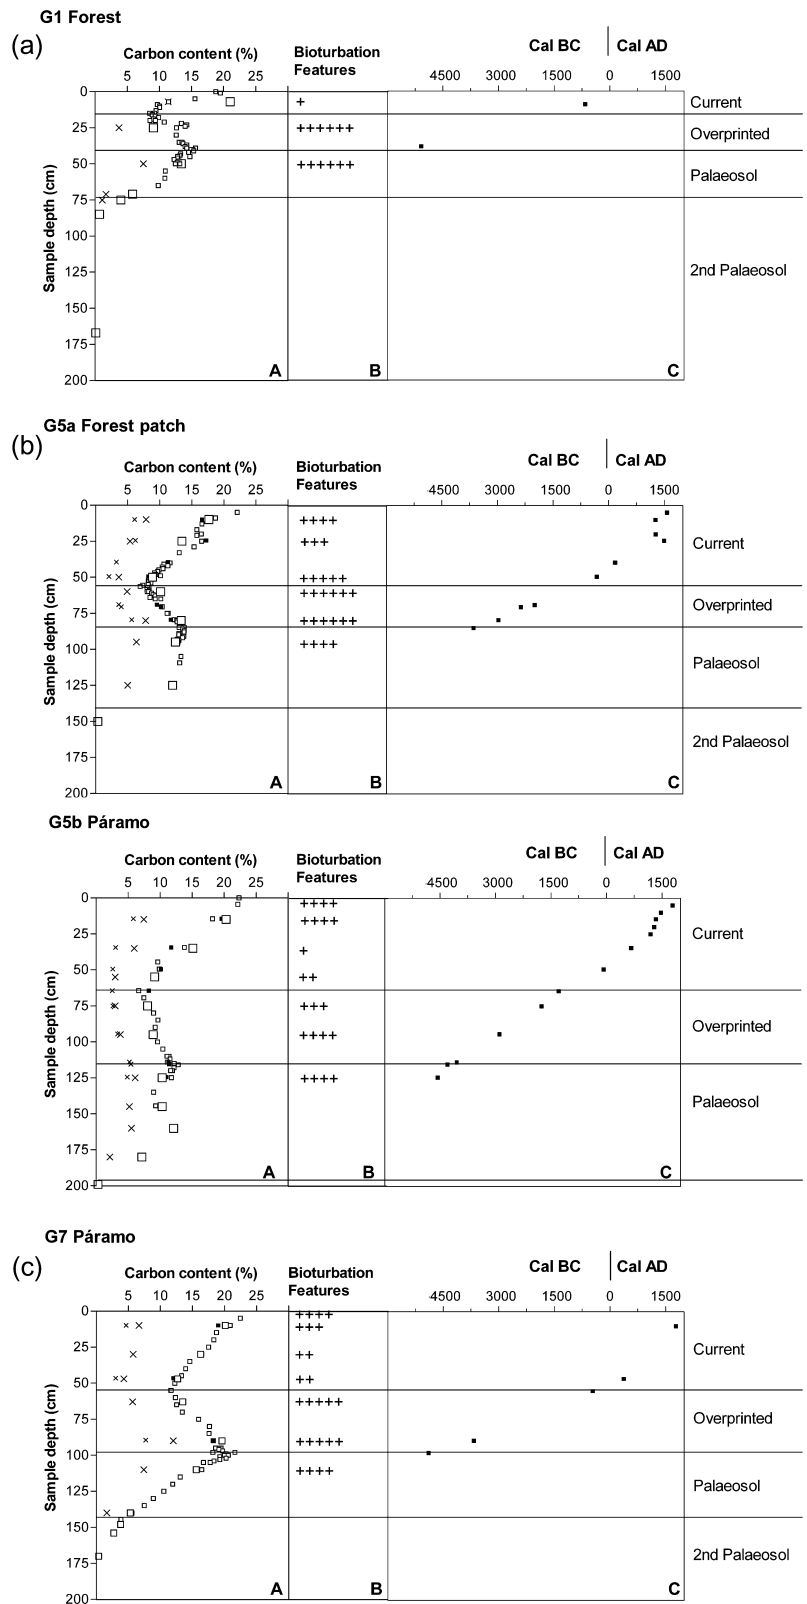 G1 Forest
(a)
Carbon content (%)
Bioturbation
Features
Cal BC
Cal AD
5 10 15 20 25
4500 3000 1500 0 1500
0
25
50
75
100
125
150
175
200
Sample depth (cm)
+
++++++
++++++
Current
Overprinted
Palaeosol
2nd Palaeosol
A
B
C
G5a Forest patch
(b)
Carbon content (%)
Bioturbation
Features
Cal BC
Cal AD
5 10 15 20 25
4500 3000 1500 0 1500
0
25
50
75
100
125
150
175
200
Sample depth (cm)
++++
+++
+++++
++++++
++++++
++++
Current
Overprinted
Palaeosol
2nd Palaeosol
A
B
C
G5b Páramo
Carbon content (%)
Bioturbation
Features
Cal BC
Cal AD
5 10 15 20 25
4500 3000 1500 0 1500
0
25
50
75
100
125
150
175
200
Sample depth (cm)
++++
++++
+
++
+++
++++
++++
Current
Overprinted
Palaeosol
A
B
C
G7 Páramo
(c)
Carbon content (%)
Bioturbation
Features
Cal BC
Cal AD
5 10 15 20 25
4500 3000 1500 0 1500
0
25
50
75
100
125
150
175
200
Sample depth (cm)
++++
+++
++
++
+++++
+++++
++++
Current
Overprinted
Palaeosol
2nd Palaeosol
A
B
C